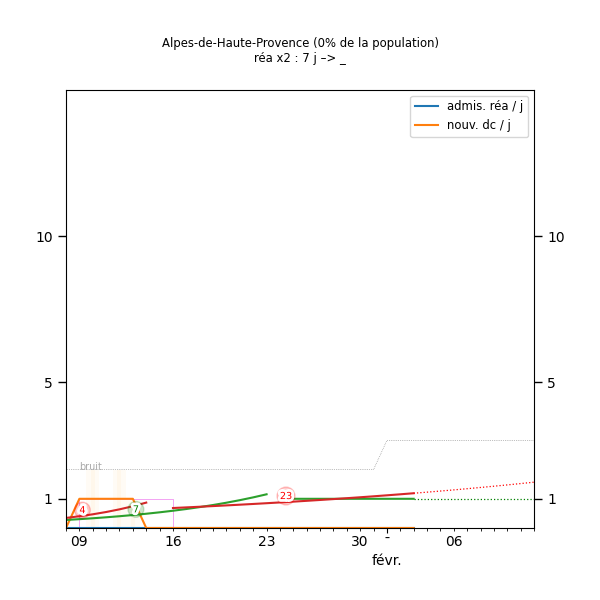 Alpes-de-Haute-Provence (0% de la population)
réa x2 : 7 j –> _
admis. réa / j
nouv. dc / j
10 10
5 5
bruit
1 1
4 7 23
09 16 23 30 - 06
févr.